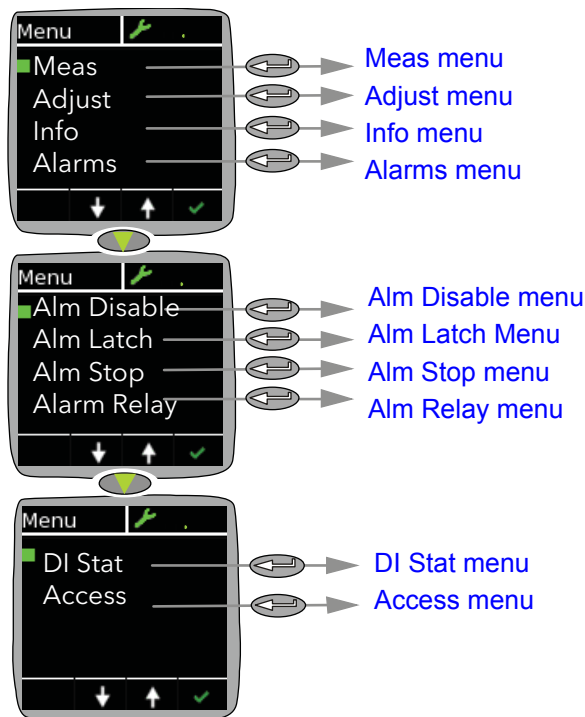 Menu
Meas
Adjust
Info
Alarms
Meas menu
Adjust menu
Info menu
Alarms menu
Menu
Alm Disable
Alm Latch
Alm Stop
Alarm Relay
Alm Disable menu
Alm Latch Menu
Alm Stop menu
Alm Relay menu
Menu
DI Stat
Access
DI Stat menu
Access menu